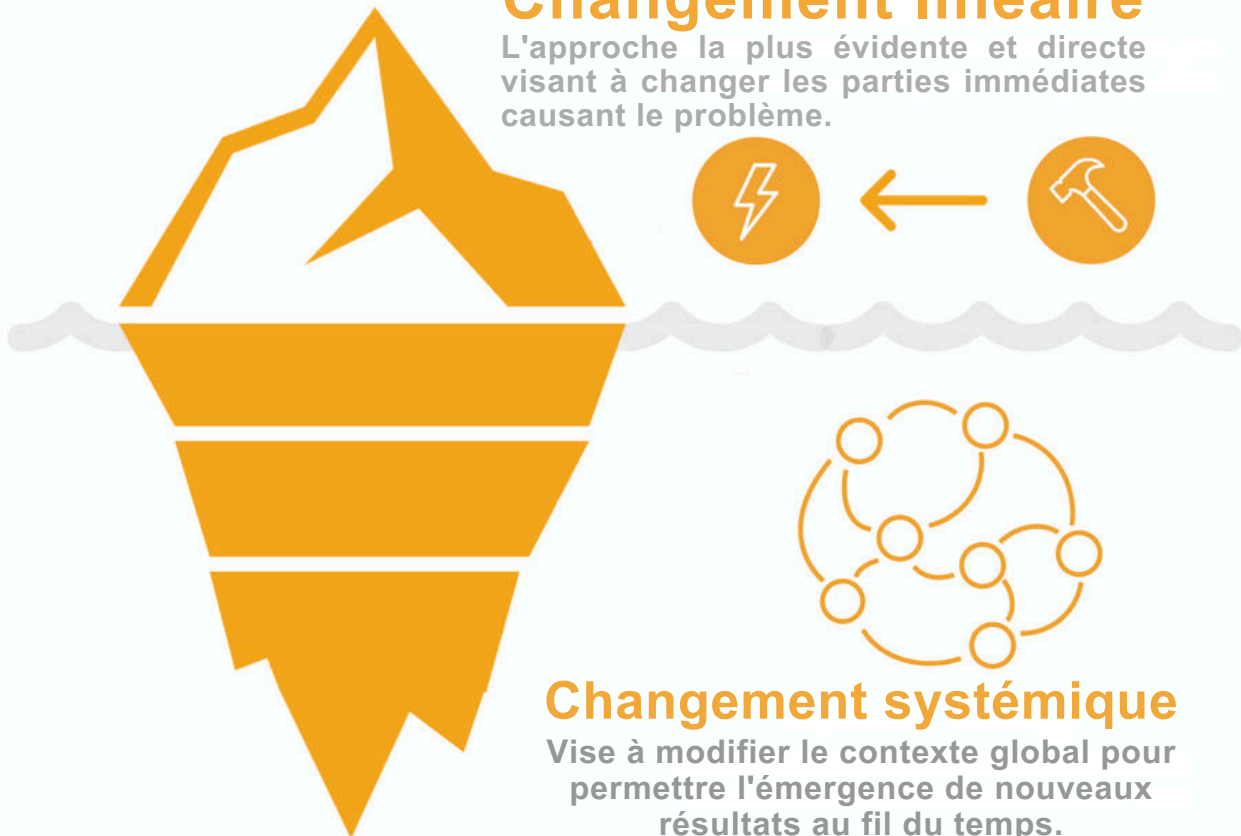 Changement linéaire
L'approche la plus évidente et directe
visant à changer les parties immédiates
causant le problème.
Changement systémique
Vise à modifier le contexte global pour
permettre l'émergence de nouveaux
résultats au fil du temps.